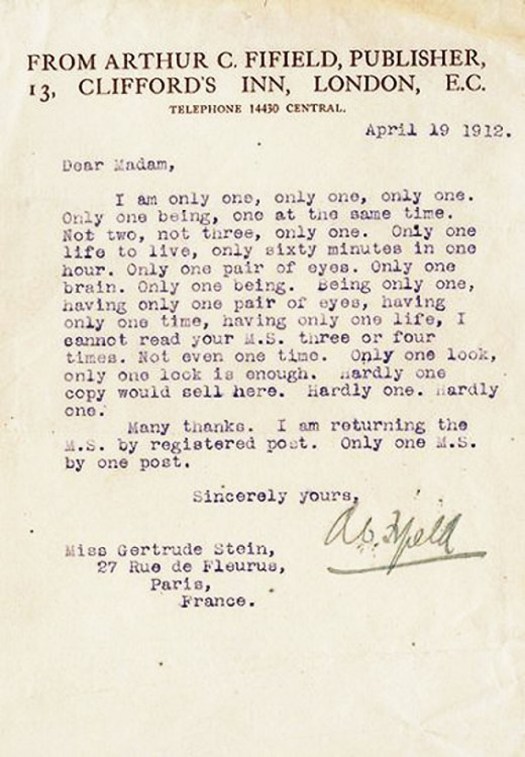 FROM ARTHUR C. FIFIELD, PUBLISHER,
13, CLIFFORD'S INN, LONDON, E.C.
TELEPHONE 14430 CENTRAL.
April 19 1912.
Dear Madam,
I am only one, only one, only one.
Only one being, one at the same time.
Not two, not three, only one. Only one
life to live, only sixty minutes in one
hour. Only one pair of eyes. Only one
brain. Only one being. Being only one,
having only one pair of eyes, having
only one time, having only one life, I
cannot read your M.S. three or four
times. Not even one time. Only one look,
only one look is enough. Hardly one
copy would sell here. Hardly one. Hardly
one.
Many thanks. I am returning the
M.S. by registered post. Only one M.S.
by one post.
Sincerely yours,
A.C. Fifield
Miss Gertrude Stein,
27 Rue de Fleurus,
Paris,
France.